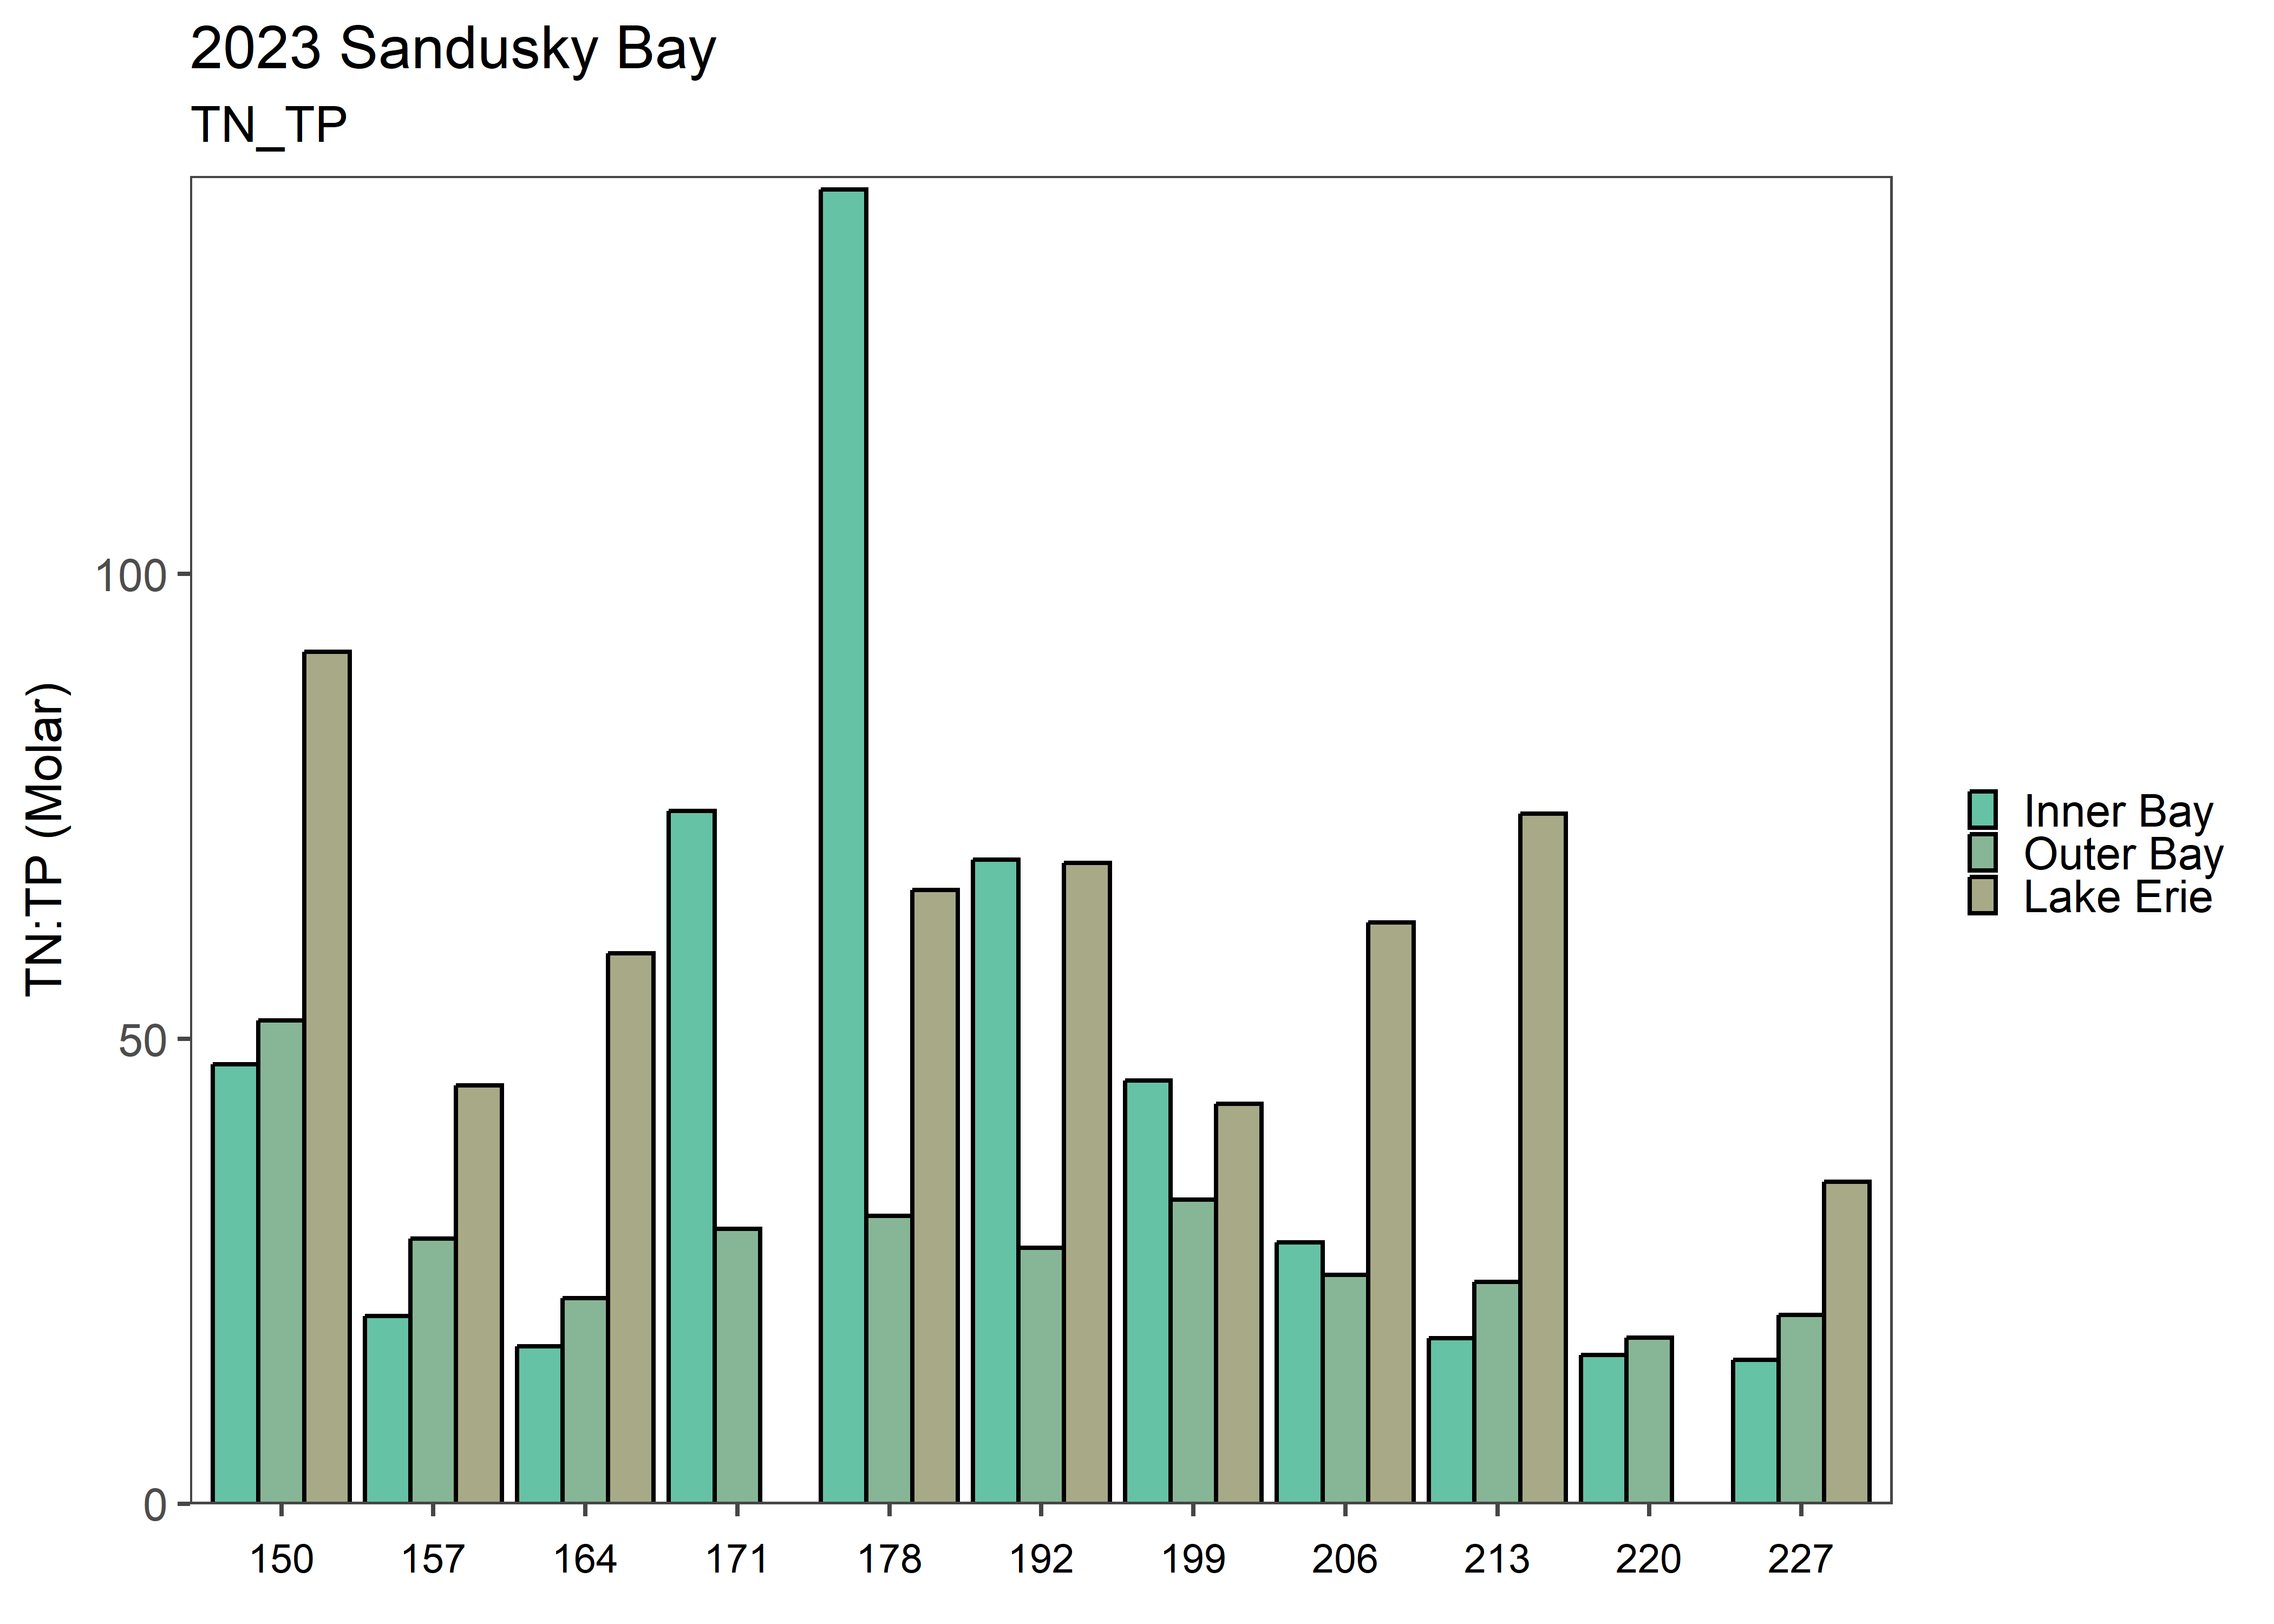 2023 Sandusky Bay
TN_TP
TN:TP (Molar)
100
50
0
150 157 164 171 178 192 199 206 213 220 227
Inner Bay
Outer Bay
Lake Erie